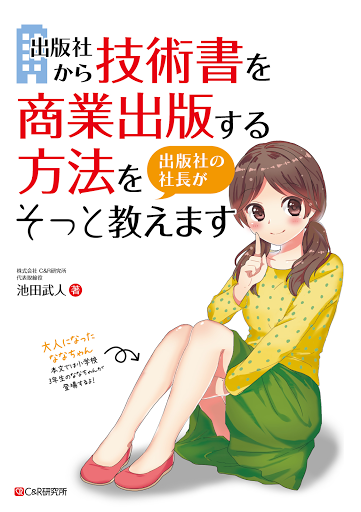 出版社
から技術書を
商業出版する
方法を
出版社の
社長が
そっと教えます
株式会社 C&R研究所
代表取締役
池田武人 著
大人になった
ななちゃん
本文では小学校
3年生のななちゃんが
登場するよ!
C&R研究所